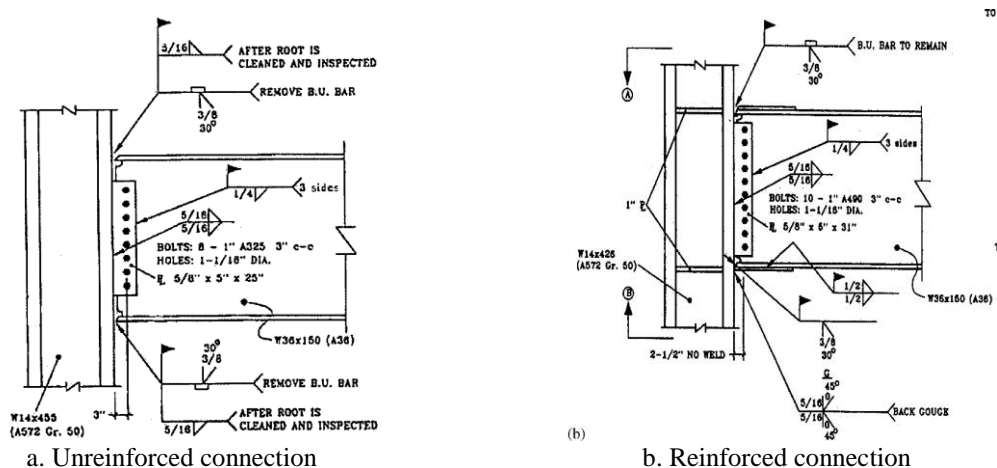 5/16
AFTER ROOT IS
CLEANED AND INSPECTED
REMOVE B.U. BAR
3/8
30°
1/4
3 sides
5/16
5/16
BOLTS: 8 - 1" A325 3" c-c
HOLES: 1-1/16" DIA.
PL 5/8" x 5" x 25"
W36x150 (A36)
30°
3/8
REMOVE B.U. BAR
W14x455
(A572 Gr. 50)
3"
5/16
AFTER ROOT IS
CLEANED AND INSPECTED
a. Unreinforced connection
TO
B.U. BAR TO REMAIN
3/8
30°
A
1/4
3 sides
5/16
5/16
1" PL
BOLTS: 10 - 1" A490 3" c-c
HOLES: 1-1/16" DIA.
PL 5/8" x 5" x 31"
W14x426
(A572 Gr. 50)
B
1/2
1/2
W36x150 (A36)
3/8
30°
2-1/2" NO WELD
G
45°
5/16 0
5/16 0
45°
BACK GOUGE
(b)
b. Reinforced connection